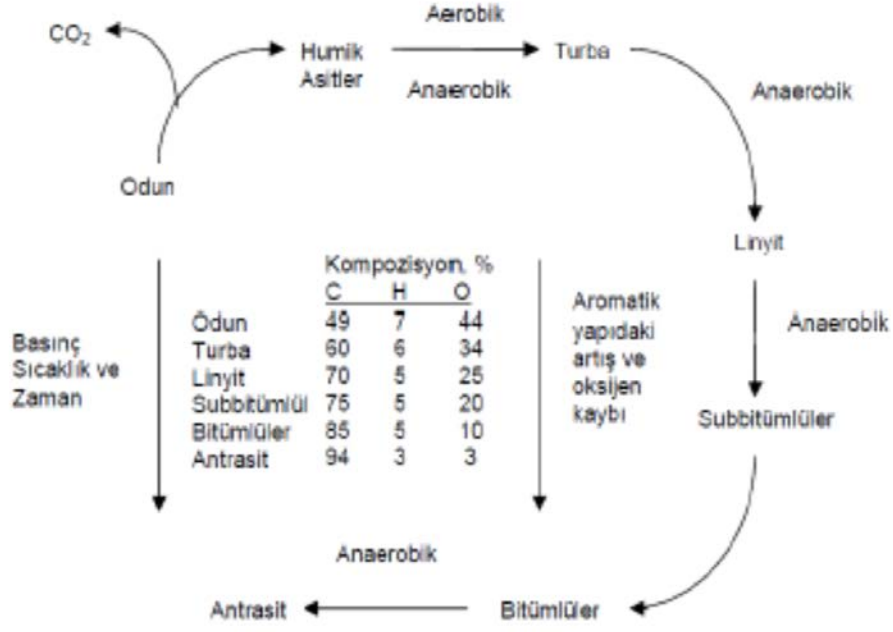 Aerobik
CO2
Humik
Asitler
Turba
Anaerobik
Anaerobik
Odun
Linyit
Kompozisyon, %
C H O
Odun 49 7 44
Turba 60 6 34
Linyit 70 5 25
Subbitümlül 75 5 20
Bitümlüler 85 5 10
Antrasit 94 3 3
Basınç
Sıcaklık ve
Zaman
Aromatik
yapıdaki
artış ve
oksijen
kaybı
Anaerobik
Subbitümlüler
Anaerobik
Antrasit
Bitümlüler